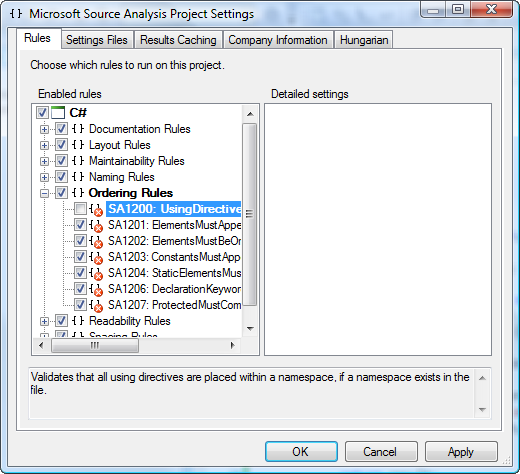 { } Microsoft Source Analysis Project Settings
Rules Settings Files Results Caching Company Information Hungarian
Choose which rules to run on this project.
Enabled rules
Detailed settings
C#
{ } Documentation Rules
{ } Layout Rules
{ } Maintainability Rules
{ } Naming Rules
{ } Ordering Rules
SA1200: UsingDirective
SA1201: ElementsMustAppe
SA1202: ElementsMustBeOr
SA1203: ConstantsMustApp
SA1204: StaticElementsMus
SA1206: DeclarationKeywor
SA1207: ProtectedMustCom
{ } Readability Rules
{ } Spacing Rules
Validates that all using directives are placed within a namespace, if a namespace exists in the
file.
OK Cancel Apply